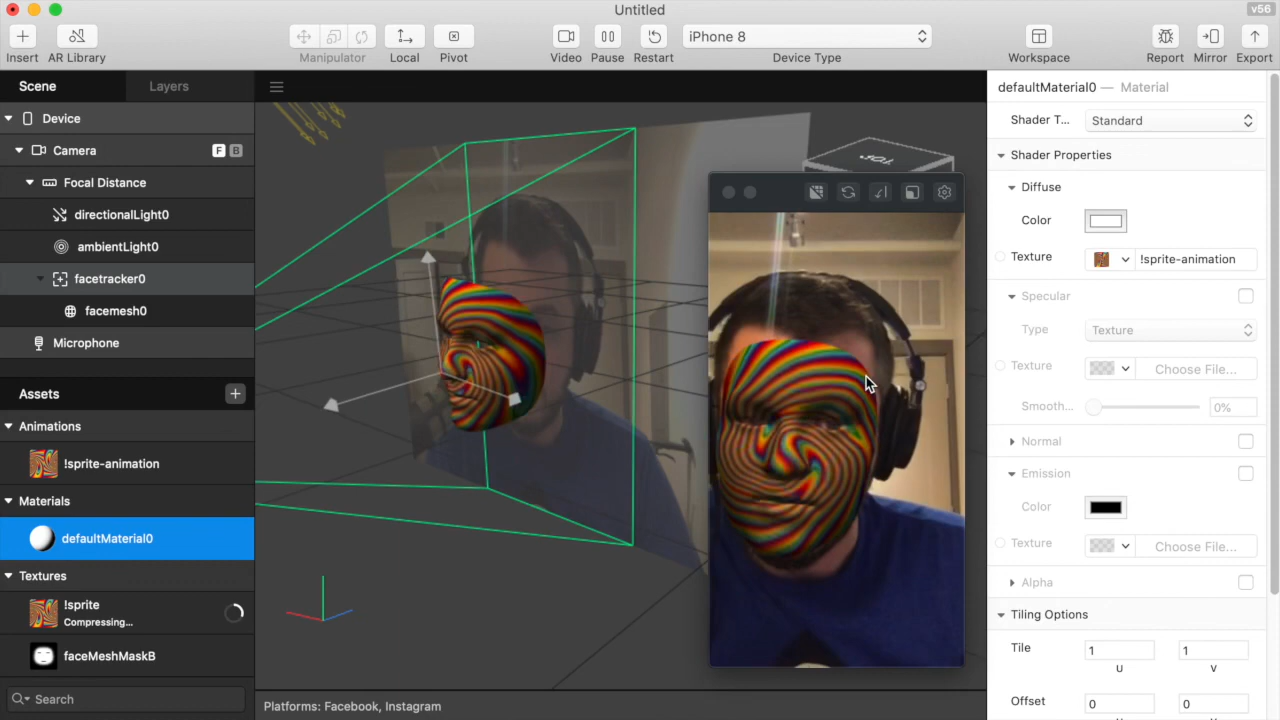 Untitled
v56
Insert
AR Library
Manipulator
Local
Pivot
Video
Pause
Restart
iPhone 8
Device Type
Workspace
Report
Mirror
Export
Scene
Layers
Device
Camera
F
B
Focal Distance
directionalLight0
ambientLight0
facetracker0
facemesh0
Microphone
Assets
Animations
!sprite-animation
Materials
defaultMaterial0
Textures
!sprite
Compressing...
faceMeshMaskB
Search
Platforms: Facebook, Instagram
defaultMaterial0 — Material
Shader T...
Standard
Shader Properties
Diffuse
Color
Texture
!sprite-animation
Specular
Type
Texture
Texture
Choose File...
Smooth...
0%
Normal
Emission
Color
Texture
Choose File...
Alpha
Tiling Options
Tile
1
1
U
V
Offset
0
0